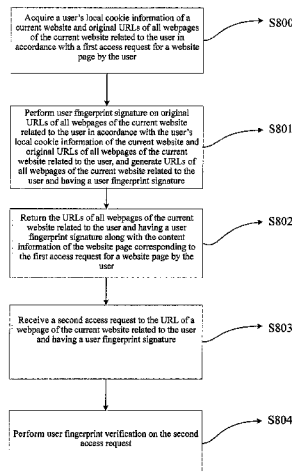 Acquire a user's local cookie information of a
current website and original URLs of all webpages
of the current website related to the user in
accordance with a first access request for a website
page by the user
S800
Perform user fingerprint signature on original
URLs of all webpages of the current website
related to the user in accordance with the user's
local cookie information of the current website and
original URLs of all webpages of the current website
related to the user, and generate URLs of
all webpages of the current website related to the
user and having a user fingerprint signature
S801
Return the URLs of all webpages of the current
website related to the user and having a user
fingerprint signature along with the content
information of the website page corresponding to
the first access request for a website page by the
user
S802
Receive a second access request to the URL of a
webpage of the current website related to the user
and having a user fingerprint signature
S803
Perform user fingerprint verification on the second
access request
S804